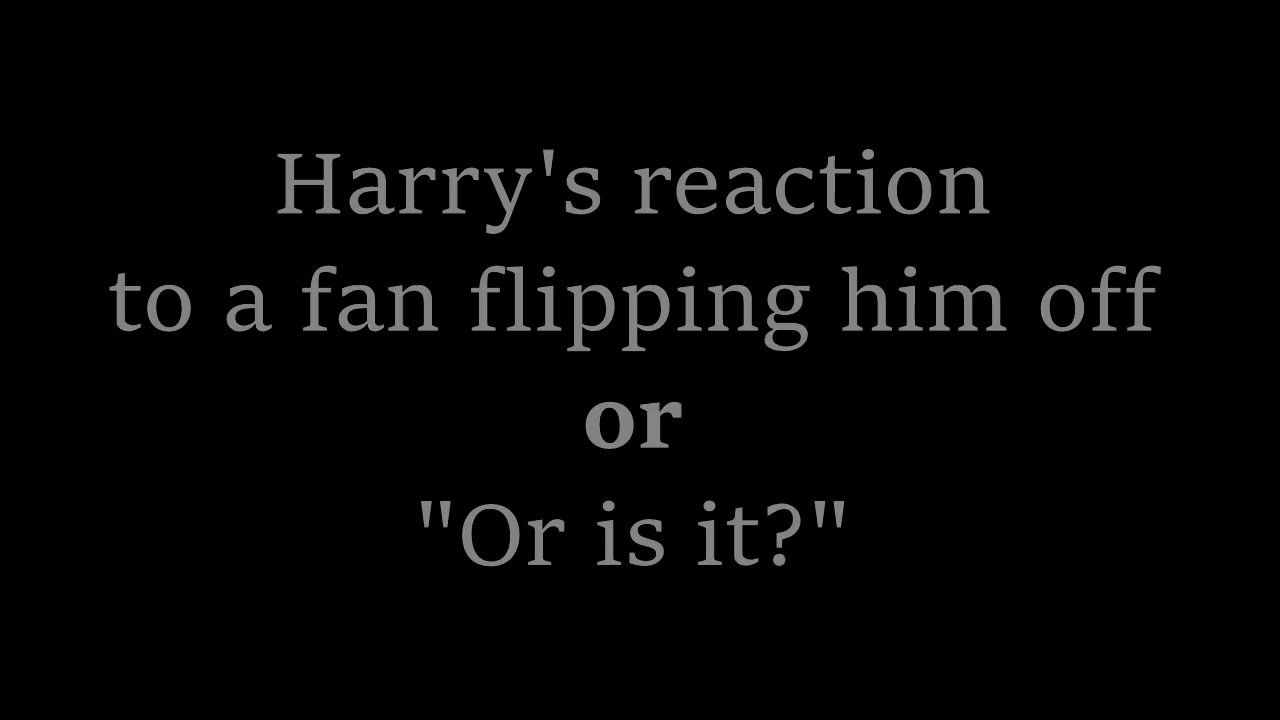 Harry's reaction
to a fan flipping him off
or
"Or is it?"